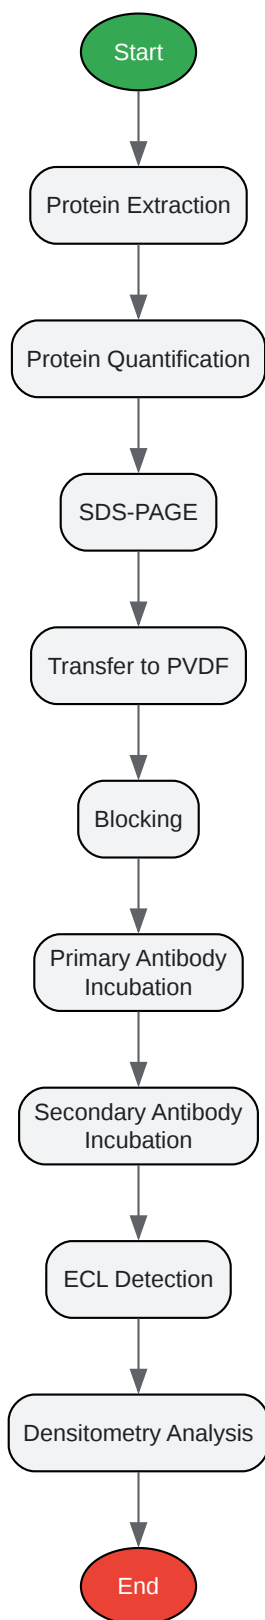 Start
Protein Extraction
Protein Quantification
SDS-PAGE
Transfer to PVDF
Blocking
Primary Antibody
Incubation
Secondary Antibody
Incubation
ECL Detection
Densitometry Analysis
End